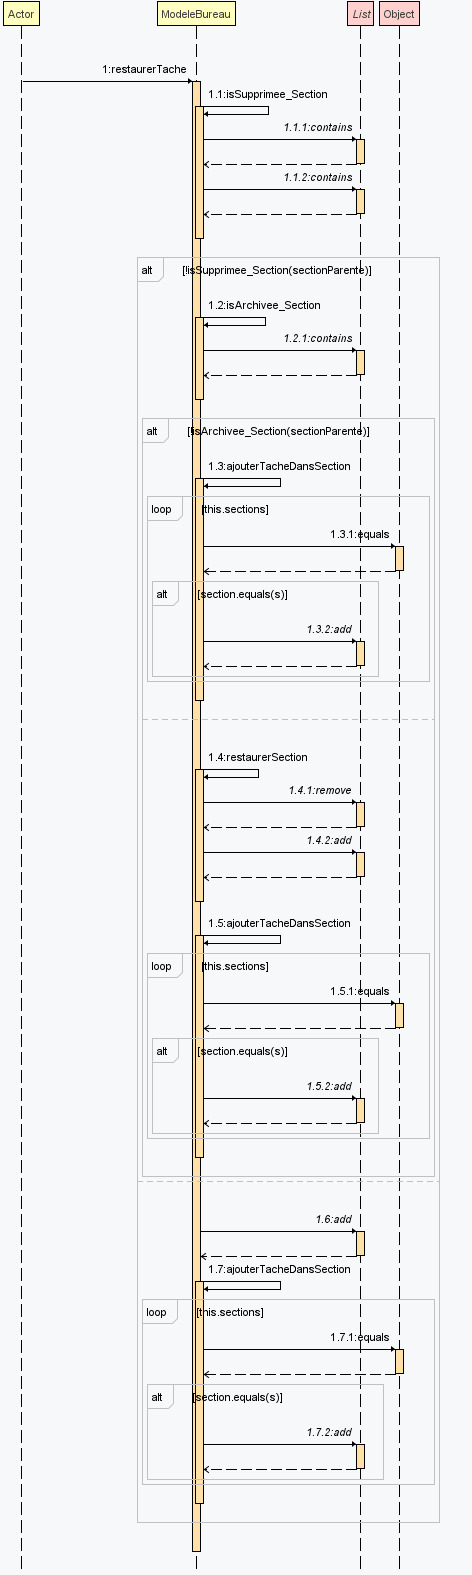 Actor ModeleBureau List Object
1:restaurerTache
1.1:isSupprimee_Section
1.1.1:contains
1.1.2:contains
alt [!isSupprimee_Section(sectionParente)]
1.2:isArchivee_Section
1.2.1:contains
alt [!isArchivee_Section(sectionParente)]
1.3:ajouterTacheDansSection
loop [this.sections]
1.3.1:equals
alt [section.equals(s)]
1.3.2:add
1.4:restaurerSection
1.4.1:remove
1.4.2:add
1.5:ajouterTacheDansSection
loop [this.sections]
1.5.1:equals
alt [section.equals(s)]
1.5.2:add
1.6:add
1.7:ajouterTacheDansSection
loop [this.sections]
1.7.1:equals
alt [section.equals(s)]
1.7.2:add